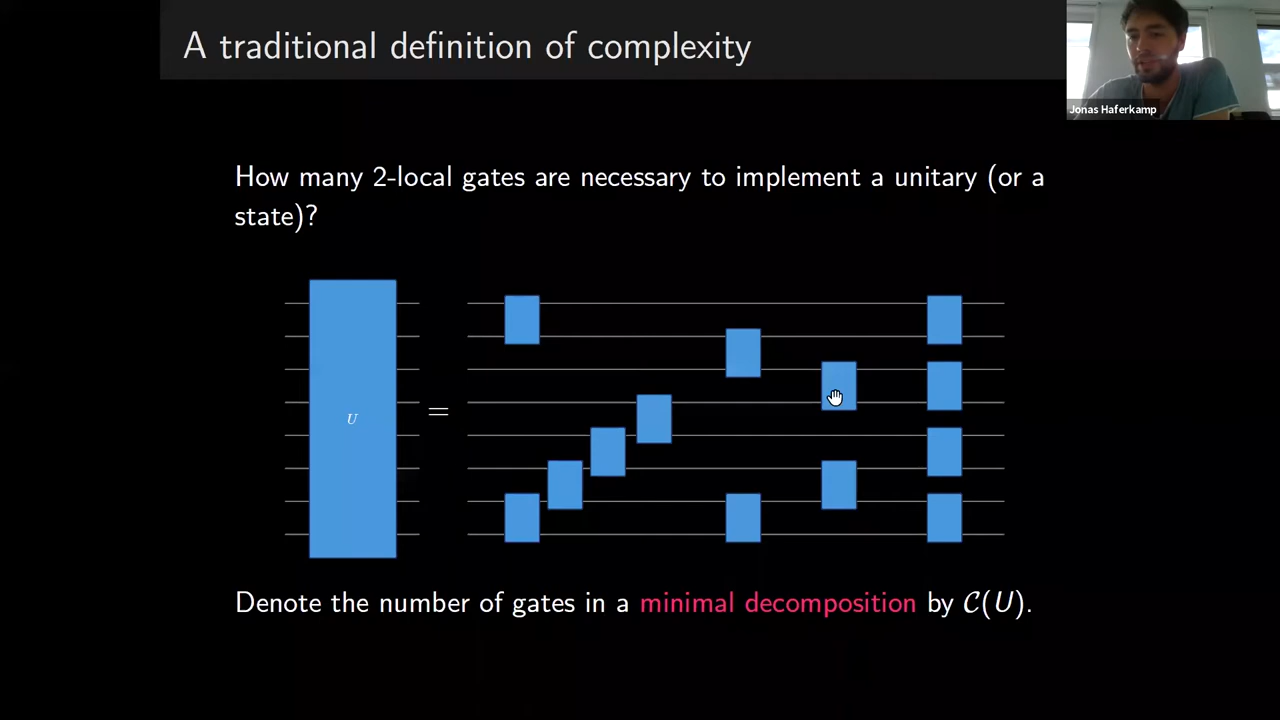 A traditional definition of complexity
Jonas Haferkamp
How many 2-local gates are necessary to implement a unitary (or a
state)?
U
=
Denote the number of gates in a minimal decomposition by 𝒞(U).